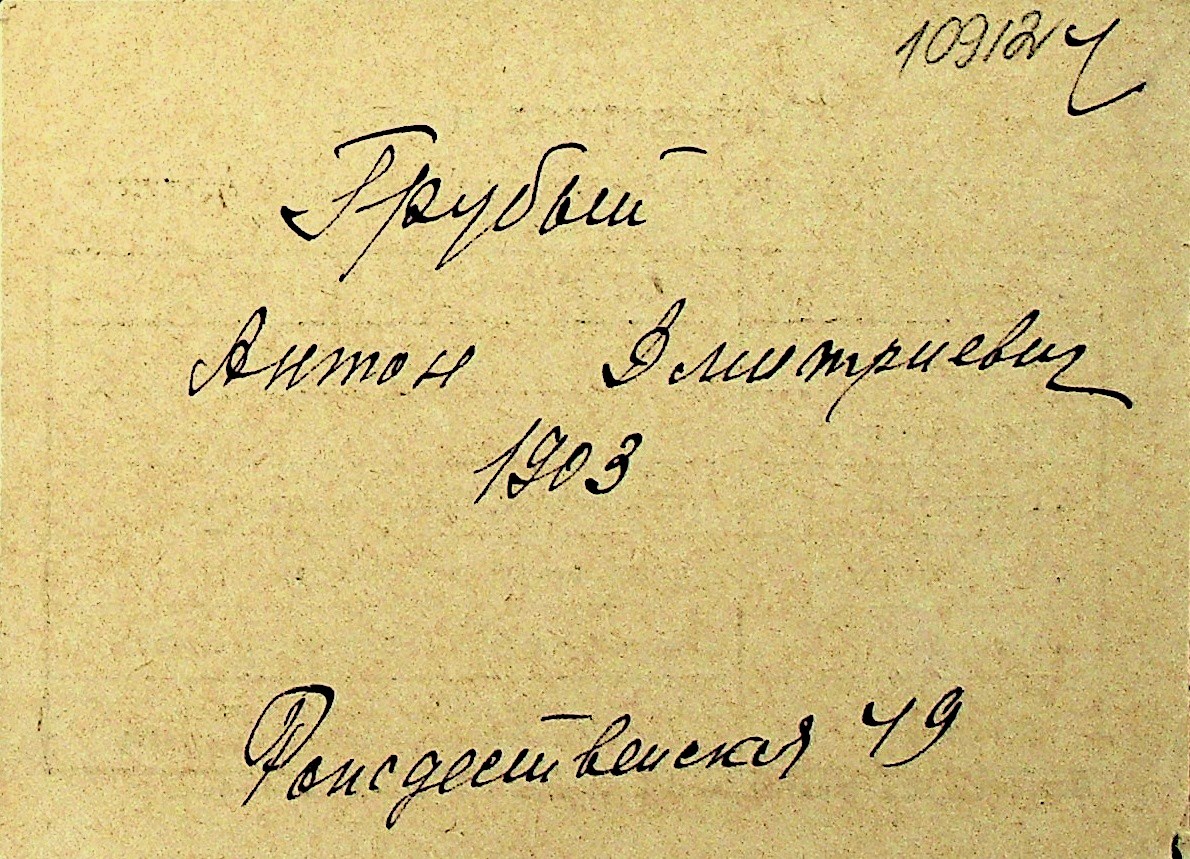 109124
Грубый
Антон Дмитриевич
1903
Рождественская 49